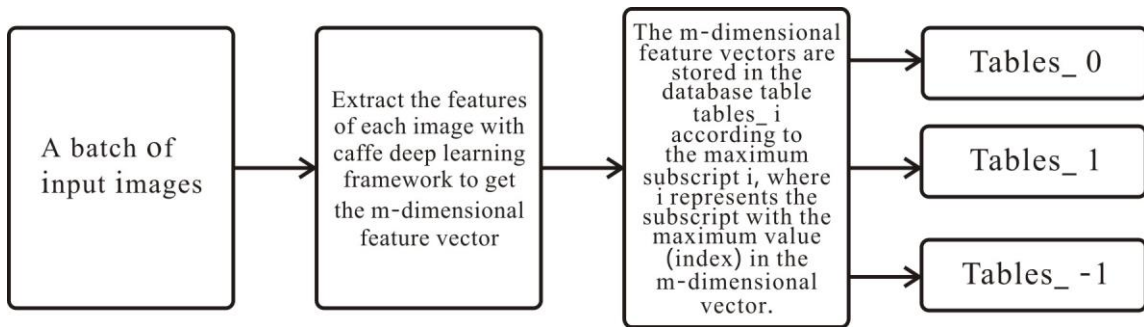 A batch of
input images
Extract the features
of each image with
caffe deep learning
framework to get
the m-dimensional
feature vector
The m-dimensional
feature vectors are
stored in the
database table
tables_ i
according to
the maximum
subscript i, where
i represents the
subscript with the
maximum value
(index) in the
m-dimensional
vector.
Tables_ 0
Tables_ 1
Tables_ -1